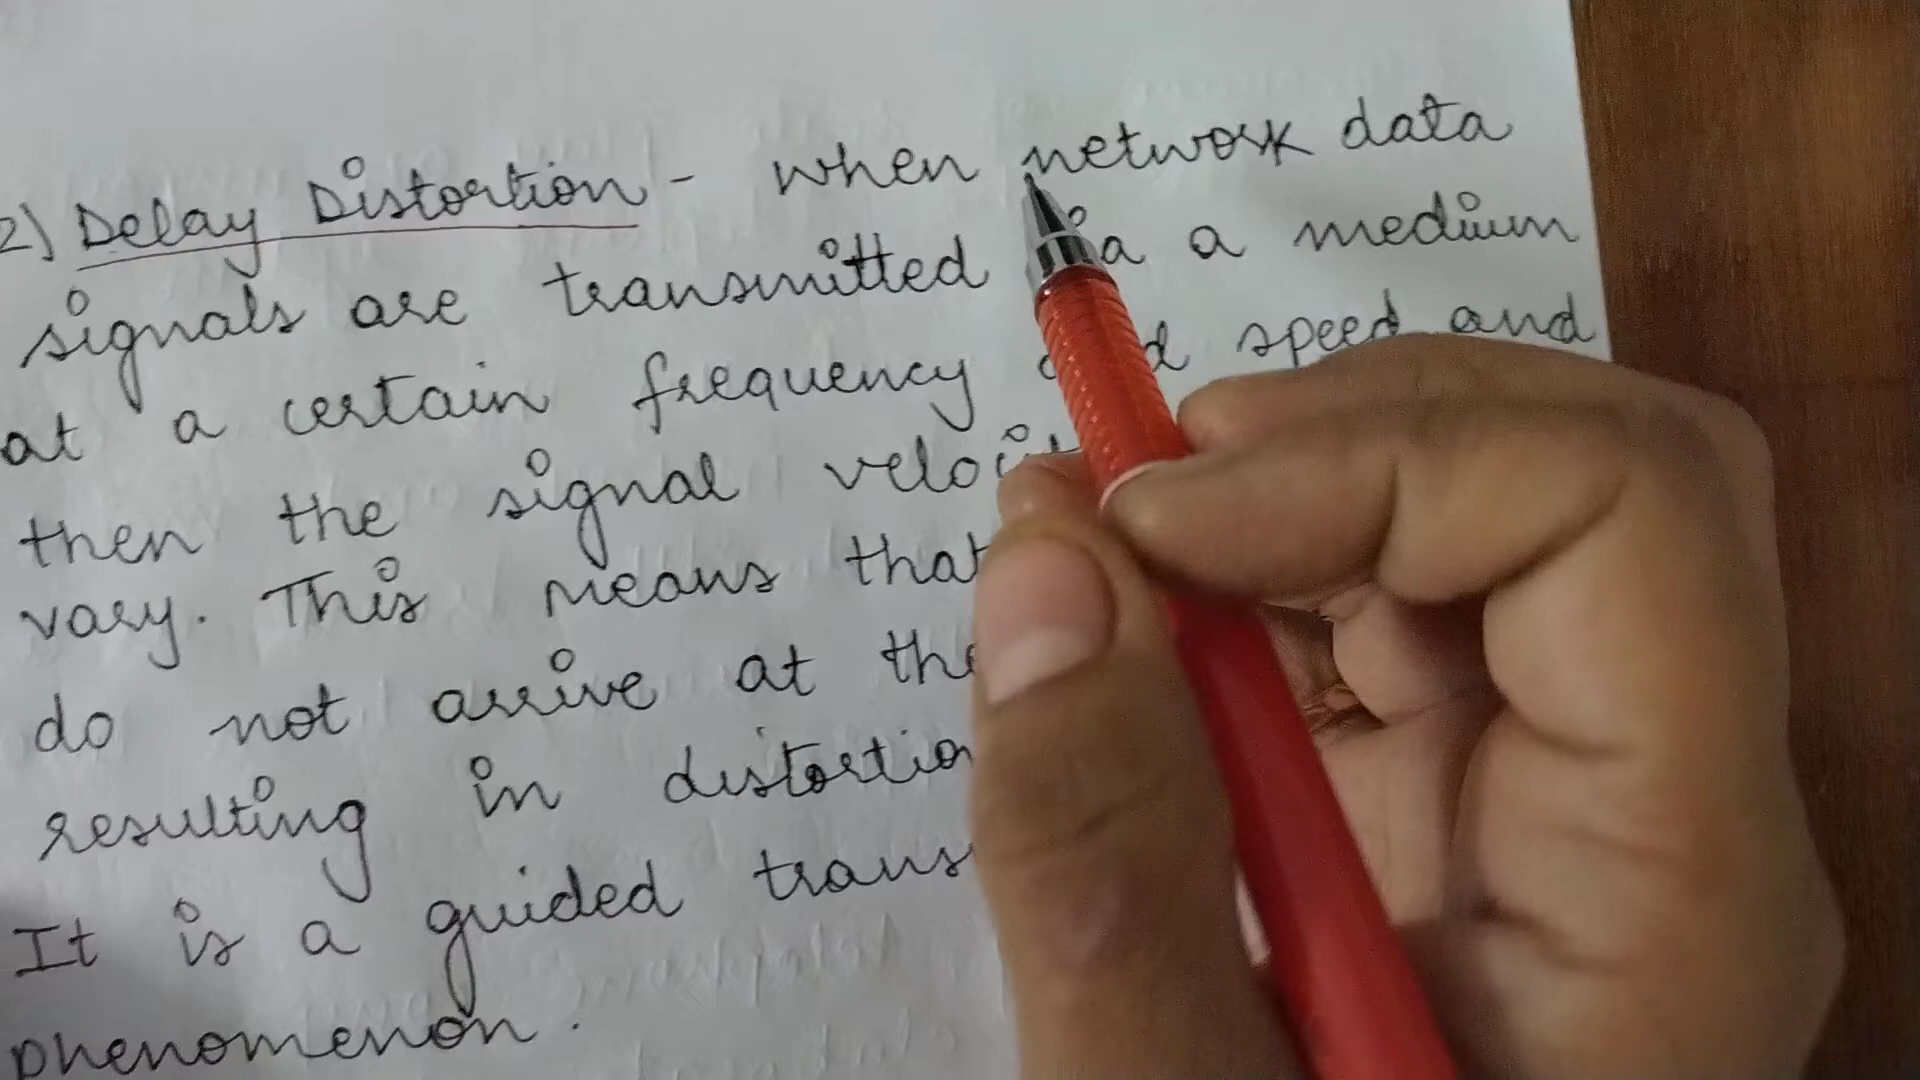 2) Delay Distortion - when network data
signals are transmitted a a medium
at a certain frequency speed and
then the signal
vary. This means that
do not arrive at the
resulting in
It is a guided
phenomenon.